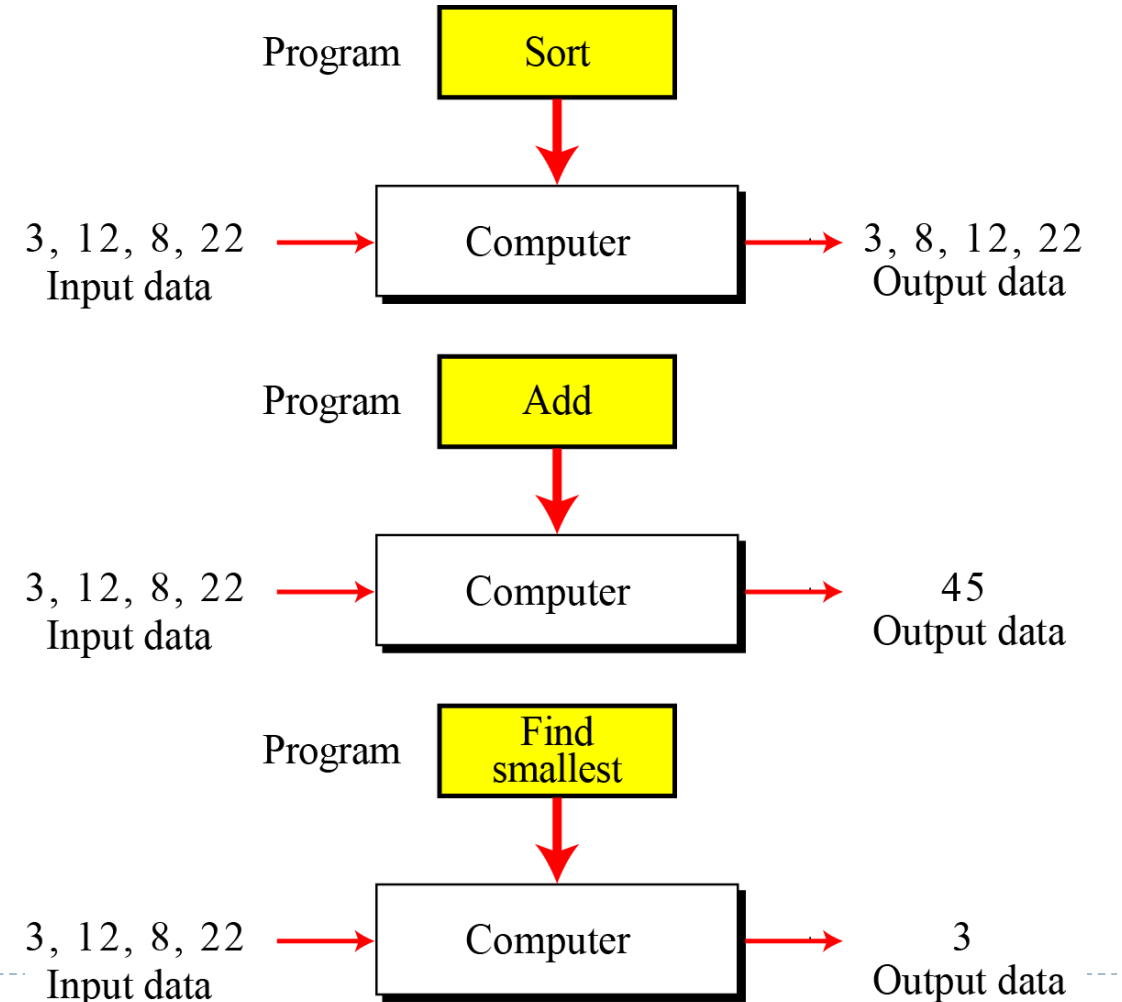 Program
Sort
3, 12, 8, 22
Input data
Computer
3, 8, 12, 22
Output data
Program
Add
3, 12, 8, 22
Input data
Computer
45
Output data
Program
Find
smallest
3, 12, 8, 22
Input data
Computer
3
Output data